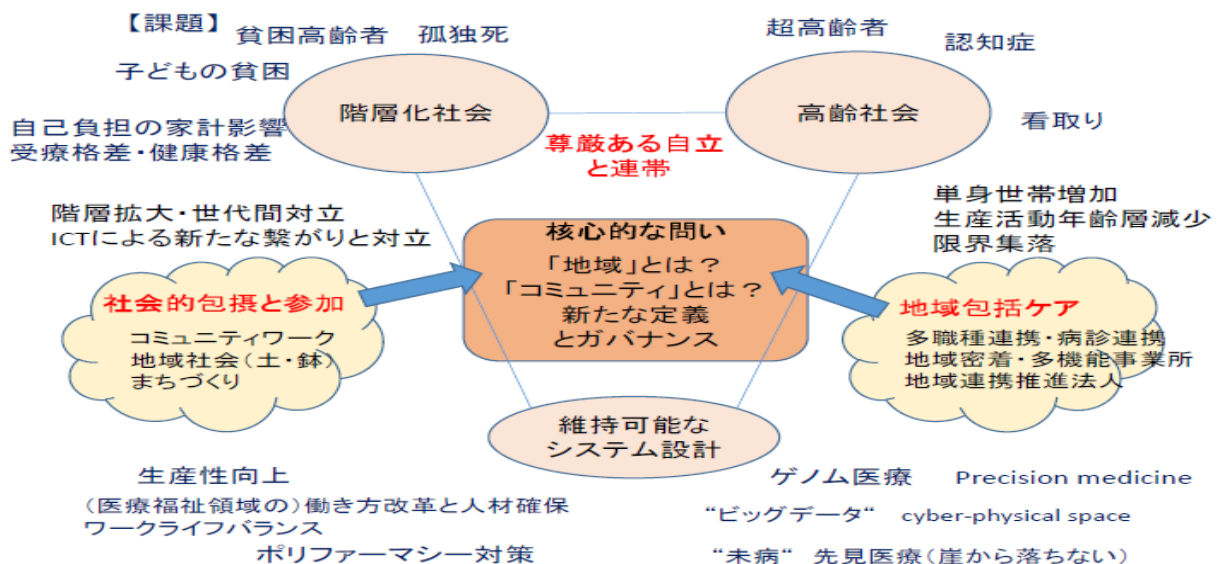 【課題】
貧困高齢者
孤独死
子どもの貧困
階層化社会
自己負担の家計影響
受療格差・健康格差
超高齢者
認知症
高齢社会
看取り
尊厳ある自立
と連帯
階層拡大・世代間対立
ICTによる新たな繋がりと対立
単身世帯増加
生産活動年齢層減少
限界集落
核心的な問い
「地域」とは？
「コミュニティ」とは？
新たな定義
とガバナンス
社会的包摂と参加
コミュニティワーク
地域社会（土・鉢）
まちづくり
地域包括ケア
多職種連携・病診連携
地域密着・多機能事業所
地域連携推進法人
維持可能な
システム設計
生産性向上
（医療福祉領域の）働き方改革と人材確保
ワークライフバランス
ポリファーマシー対策
ゲノム医療 Precision medicine
“ビッグデータ“ cyber-physical space
“未病“ 先見医療（崖から落ちない）